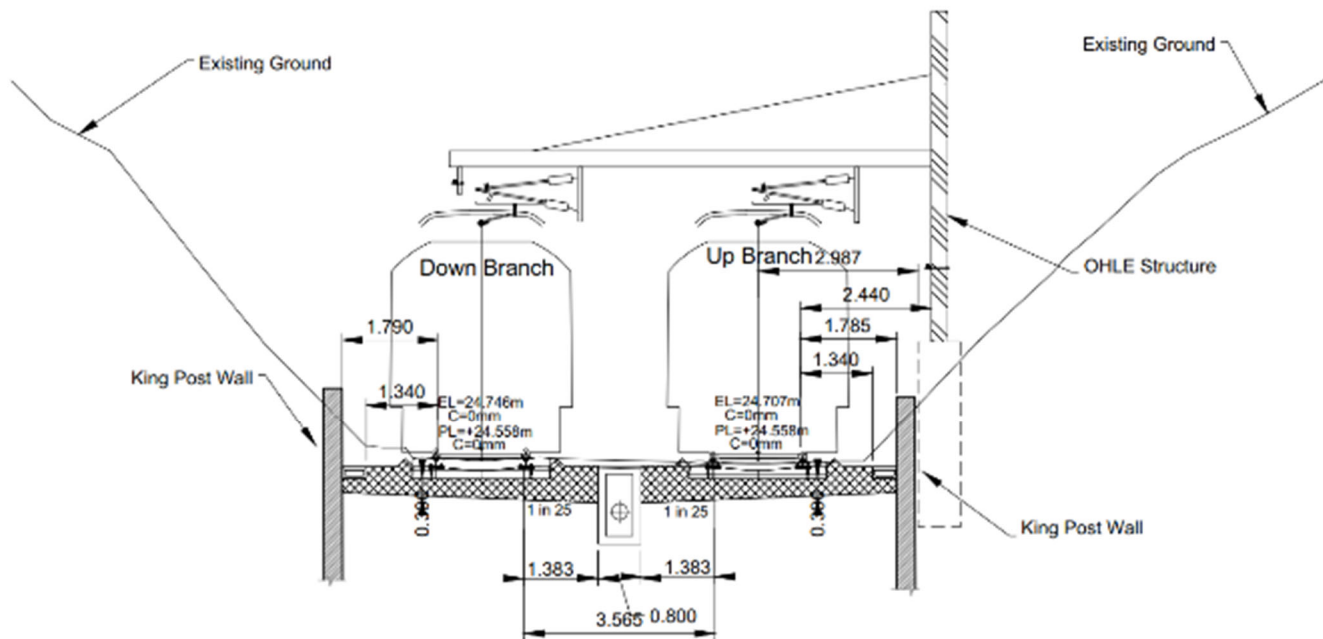 Existing Ground
Existing Ground
Down Branch
Up Branch
2.987
OHLE Structure
2.440
1.790
1.785
King Post Wall
1.340
1.340
EL=24.746m
C=0mm
PL=+24.558m
C=0mm
EL=24.707m
C=0mm
PL=+24.558m
C=0mm
1 in 25
1 in 25
King Post Wall
1.383
1.383
0.800
3.565